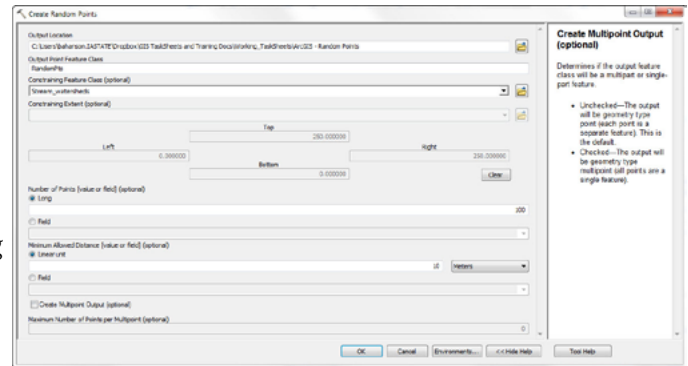 Create Random Points
Output Location
C:\Users\baharson.IASTATE\Dropbox\GIS TaskSheets and Training Docs\Working_TaskSheets\ArcGIS - Random Points
Output Point Feature Class
RandomPts
Constraining Feature Class (optional)
Stream_watersheds
Constraining Extent (optional)
Top
250.000000
Left
Right
0.000000
250.000000
Bottom
0.000000
Clear
Number of Points [value or field] (optional)
Long
100
Field
Minimum Allowed Distance [value or field] (optional)
Linear unit
10
Meters
Field
Create Multipoint Output (optional)
Maximum Number of Points per Multipoint (optional)
0
OK
Cancel
Environments...
<< Hide Help
Tool Help
Create Multipoint Output
(optional)
Determines if the output feature
class will be a multipart or single-
part feature.
• Unchecked—The output
will be geometry type
point (each point is a
separate feature). This is
the default.
• Checked—The output will
be geometry type
multipoint (all points are a
single feature).
g